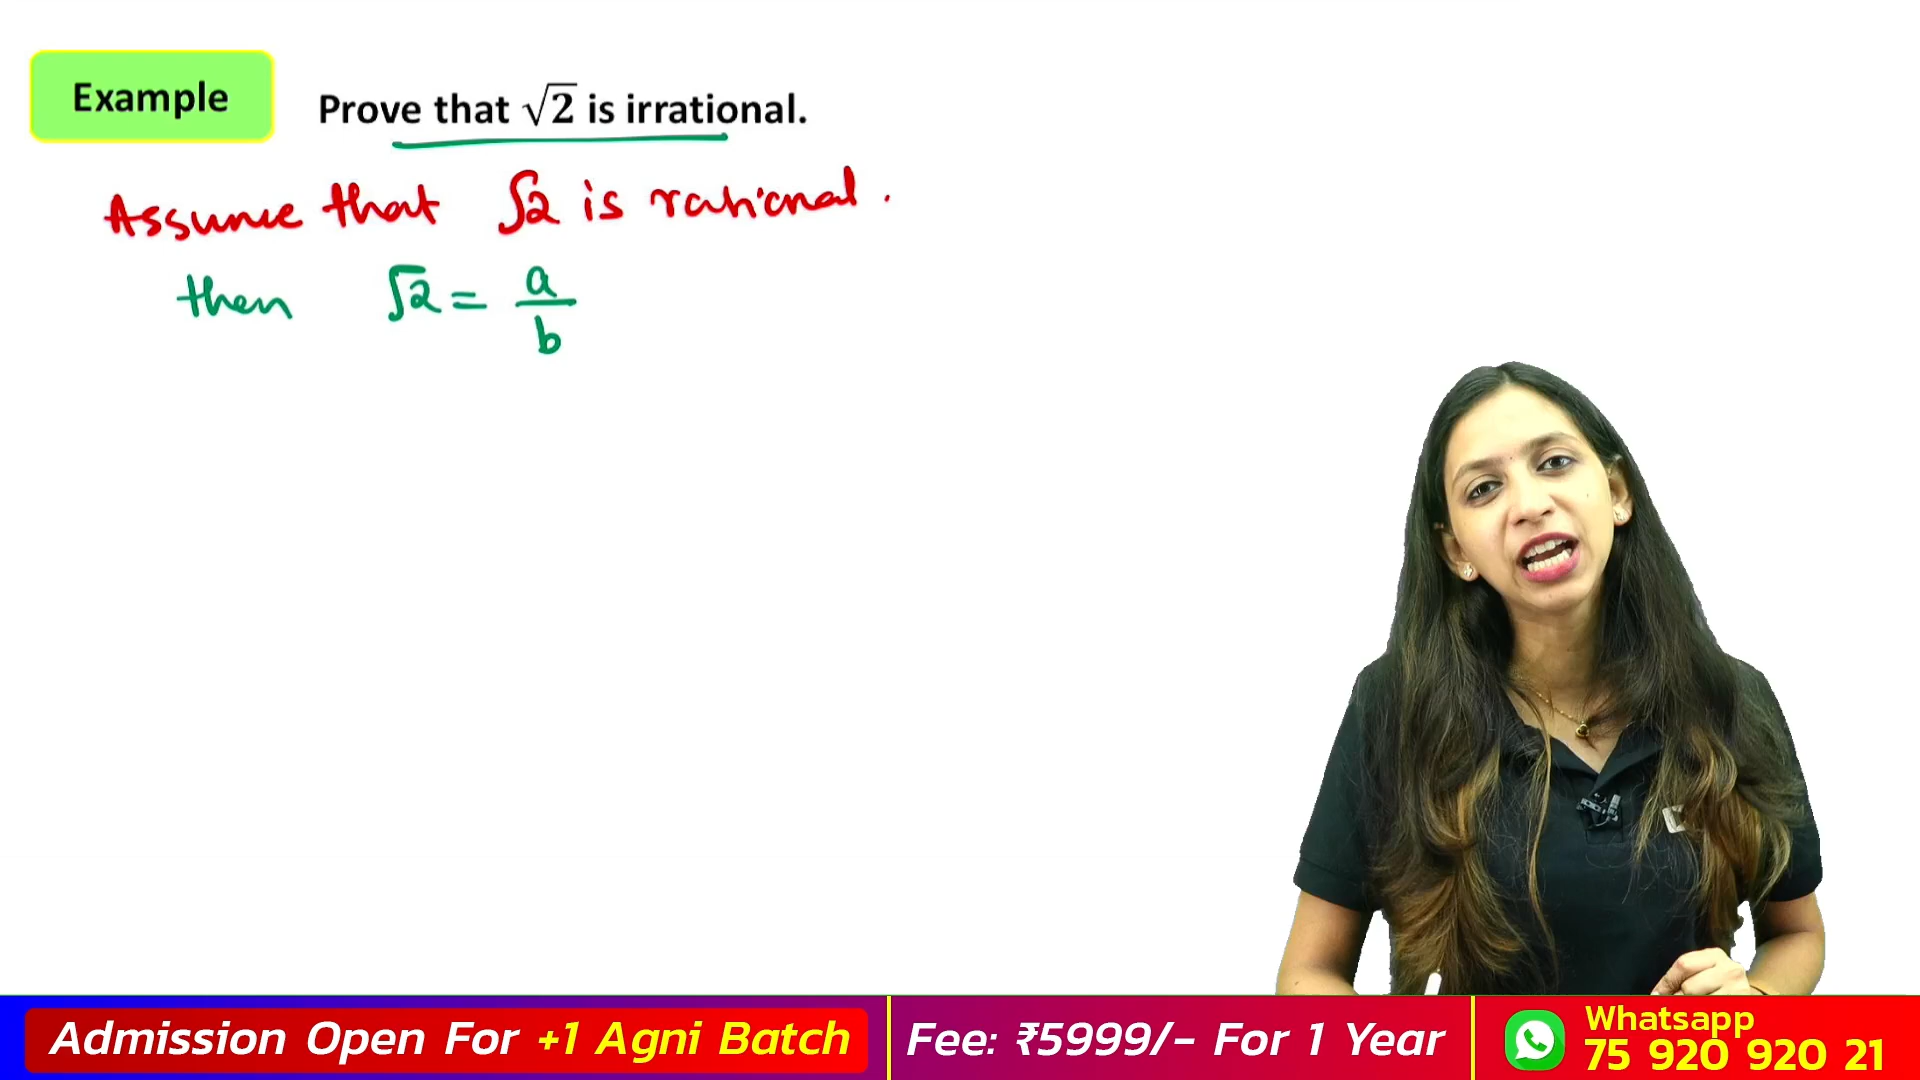 Example
Prove that √2 is irrational.
Assume that √2 is rational.
then √2 = a/b
Admission Open For +1 Agni Batch
Fee: ₹5999/- For 1 Year
Whatsapp
75 920 920 21